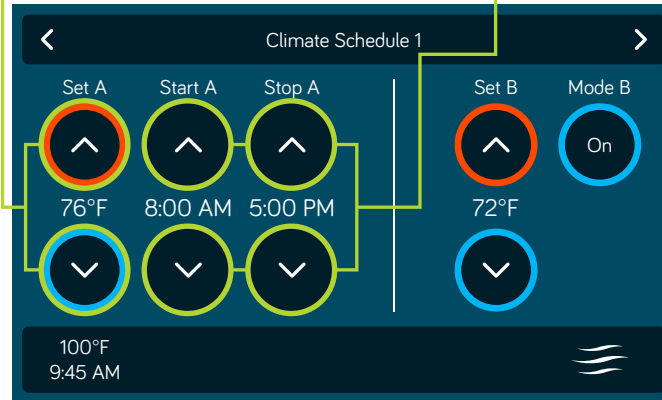 Climate Schedule 1
Set A Start A Stop A Set B Mode B
On
76°F 8:00 AM 5:00 PM 72°F
100°F
9:45 AM